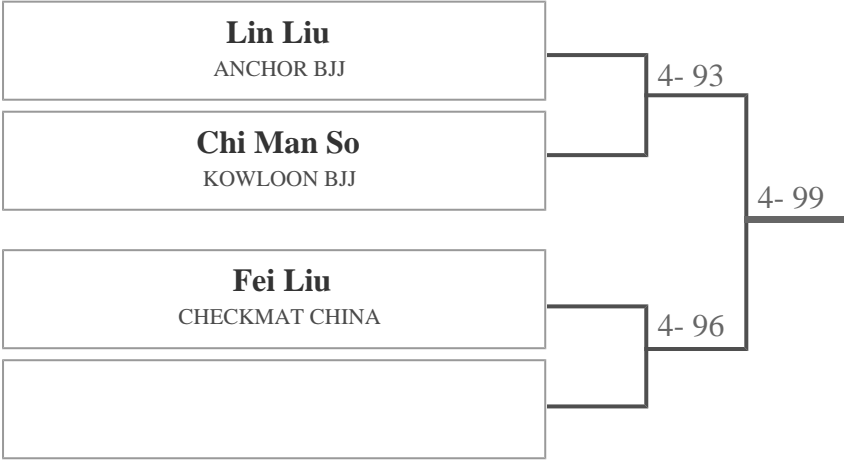 Lin Liu
ANCHOR BJJ
4- 93
Chi Man So
KOWLOON BJJ
4- 99
Fei Liu
CHECKMAT CHINA
4- 96